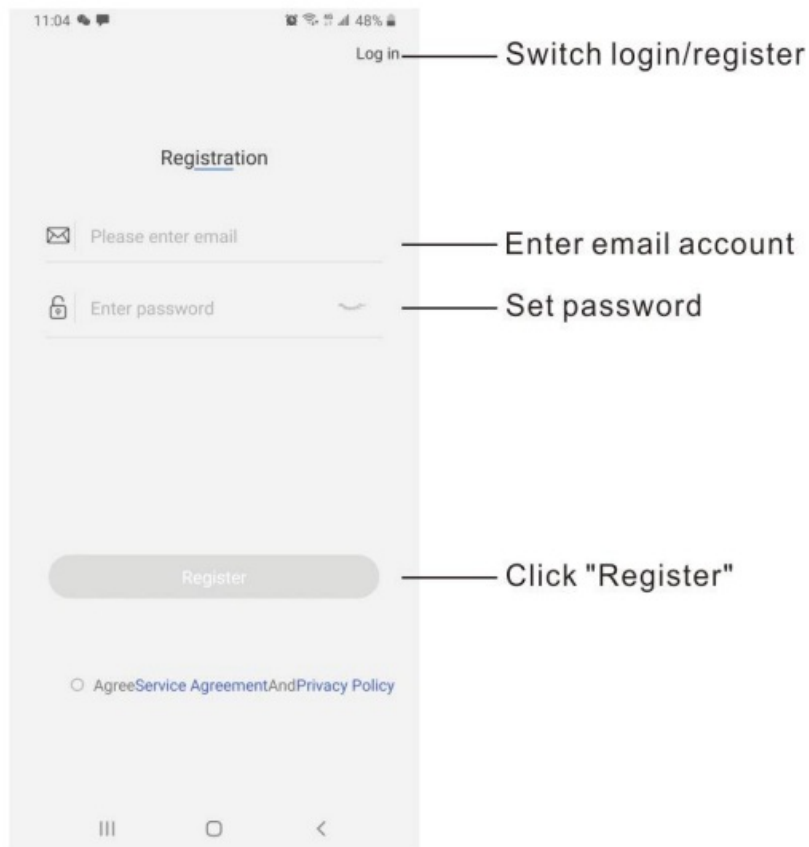 11:04 48%
Log in
Switch login/register
Registration
Please enter email
Enter email account
Enter password
Set password
Register
Click "Register"
AgreeService AgreementAndPrivacy Policy